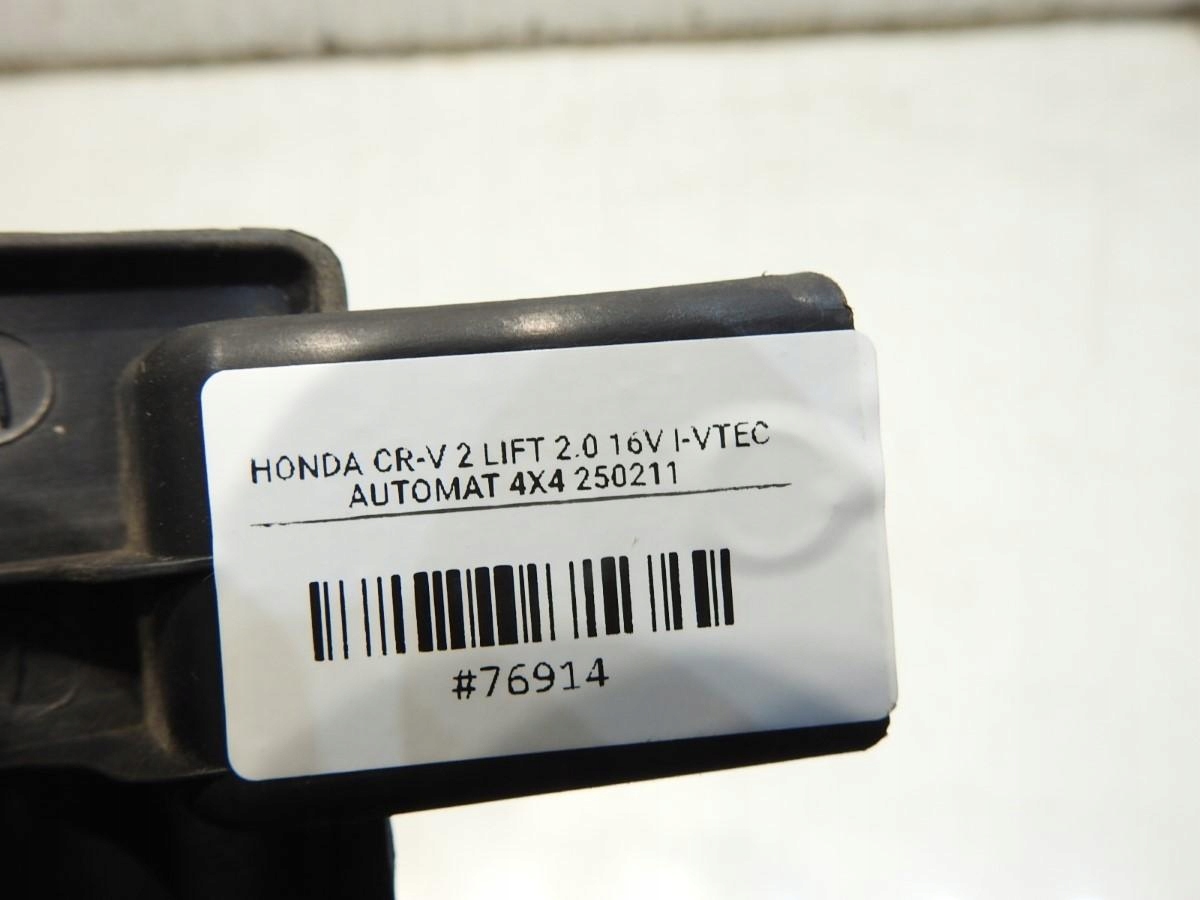 HONDA CR-V 2 LIFT 2.0 16V I-VTEC
AUTOMAT 4X4 250211
#76914